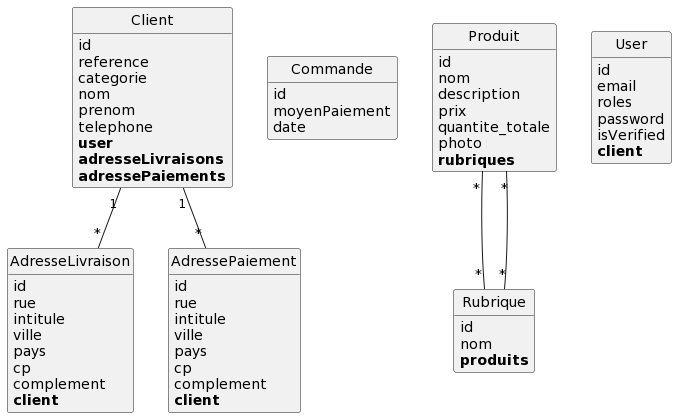 Client
id
reference
categorie
nom
prenom
telephone
user
adresseLivraisons
adressePaiements
Commande
id
moyenPaiement
date
Produit
id
nom
description
prix
quantite_totale
photo
rubriques
User
id
email
roles
password
isVerified
client
1
1
*
*
*
*
*
*
AdresseLivraison
id
rue
intitule
ville
pays
cp
complement
client
AdressePaiement
id
rue
intitule
ville
pays
cp
complement
client
Rubrique
id
nom
produits